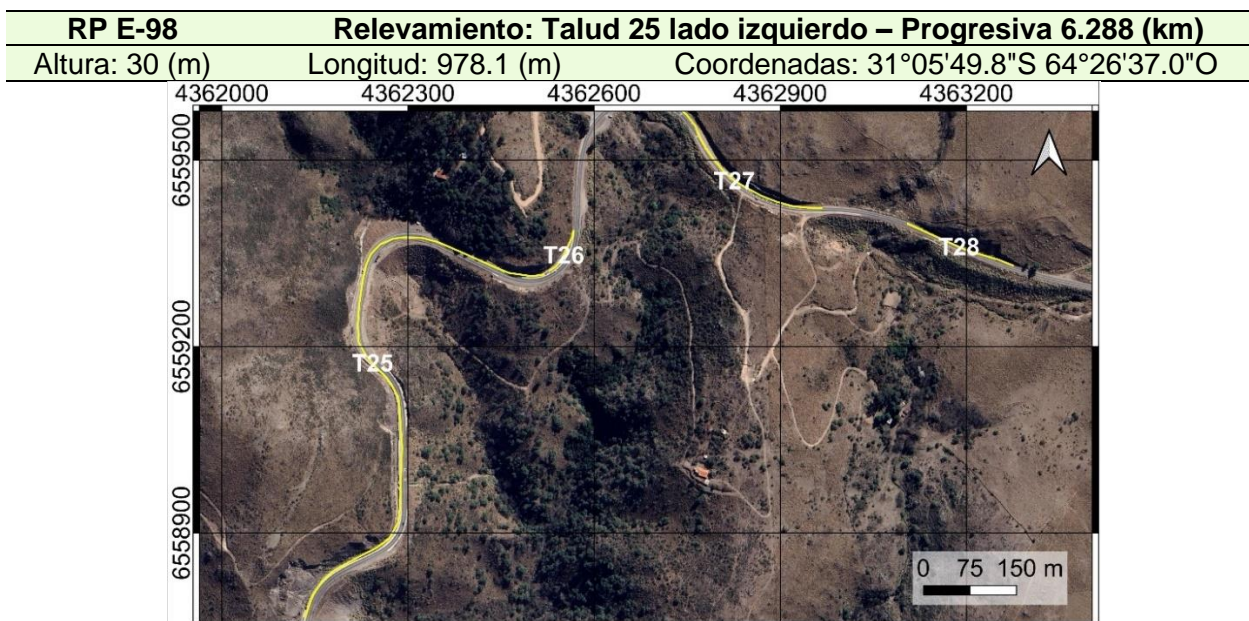 RP E-98 Relevamiento: Talud 25 lado izquierdo – Progresiva 6.288 (km)
Altura: 30 (m) Longitud: 978.1 (m) Coordenadas: 31°05'49.8"S 64°26'37.0"O
4362000 4362300 4362600 4362900 4363200
6559500
T27
T26
T28
6559200
T25
6558900
0 75 150 m